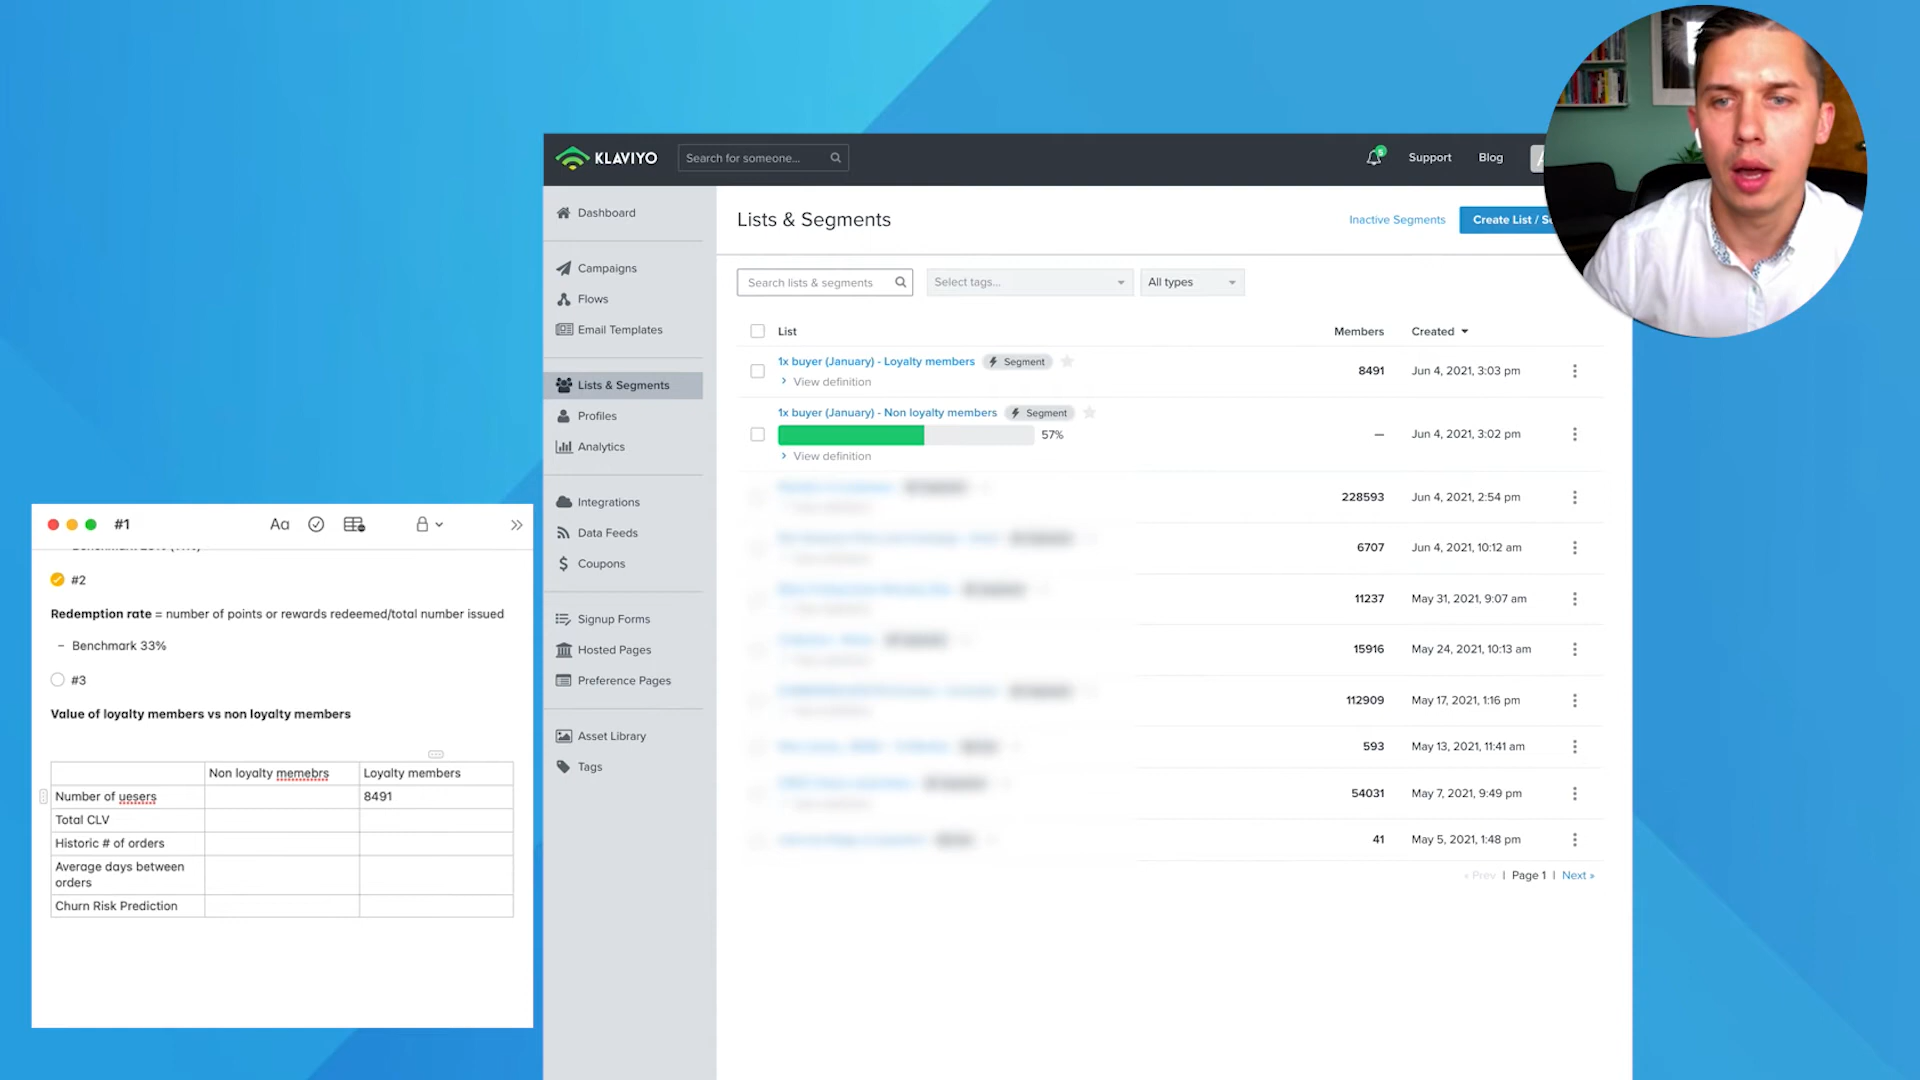 KLAVIYO
Search for someone...
5
Support
Blog
Dashboard
Campaigns
Flows
Email Templates
Lists & Segments
Profiles
Analytics
Integrations
Data Feeds
Coupons
Signup Forms
Hosted Pages
Preference Pages
Asset Library
Tags
Lists & Segments
Inactive Segments
Create List /
Search lists & segments
Select tags...
All types
List
Members
Created
1x buyer (January) - Loyalty members
Segment
8491
Jun 4, 2021, 3:03 pm
View definition
1x buyer (January) - Non loyalty members
Segment
57%
—
Jun 4, 2021, 3:02 pm
View definition
228593
Jun 4, 2021, 2:54 pm
6707
Jun 4, 2021, 10:12 am
11237
May 31, 2021, 9:07 am
15916
May 24, 2021, 10:13 am
112909
May 17, 2021, 1:16 pm
593
May 13, 2021, 11:41 am
54031
May 7, 2021, 9:49 pm
41
May 5, 2021, 1:48 pm
« Prev | Page 1 | Next »
#1
Aa
#2
Redemption rate = number of points or rewards redeemed/total number issued
– Benchmark 33%
#3
Value of loyalty members vs non loyalty members
Non loyalty memebrs
Loyalty members
Number of uesers
8491
Total CLV
Historic # of orders
Average days between
orders
Churn Risk Prediction